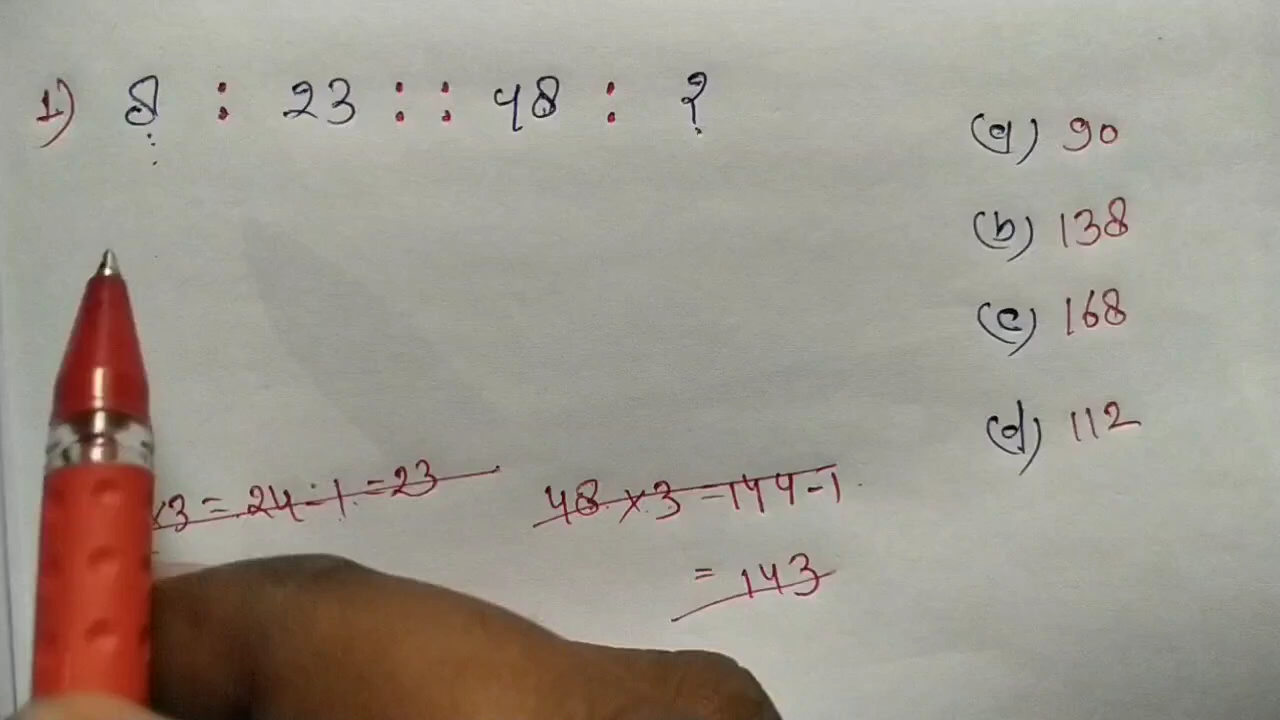 1) 8 : 23 :: 48 : ?
(a) 90
(b) 138
(c) 168
(d) 112
×3 = 24 - 1 = 23
48 × 3 = 144 - 1
= 143